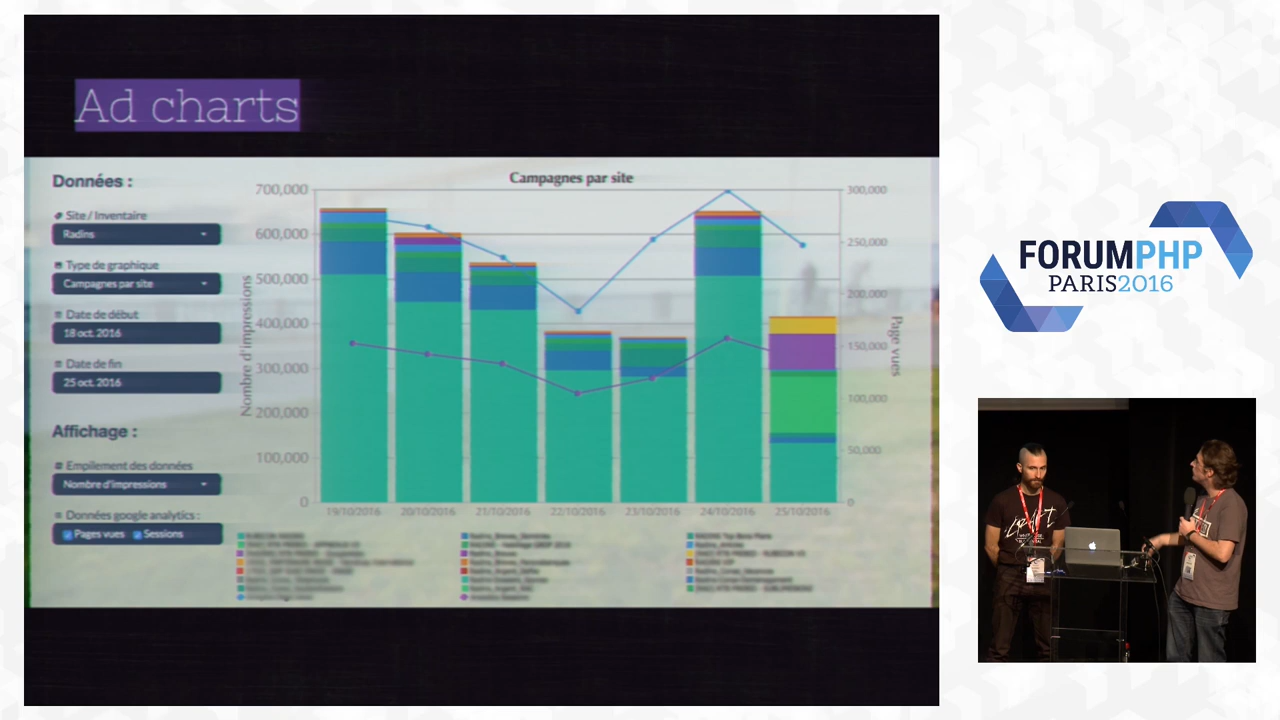 Ad charts
Données :
Site / Inventaire
Radins
Type de graphique
Campagnes par site
Date de début
18 oct. 2016
Date de fin
25 oct. 2016
Affichage :
Empilement des données
Nombre d'impressions
Données google analytics :
Pages vues
Sessions
Campagnes par site
Nombre d'impressions
700,000
600,000
500,000
400,000
300,000
200,000
100,000
0
300,000
250,000
200,000
150,000
100,000
50,000
0
Page vues
19/10/2016
20/10/2016
21/10/2016
22/10/2016
23/10/2016
24/10/2016
25/10/2016
FORUMPHP
PARIS2016